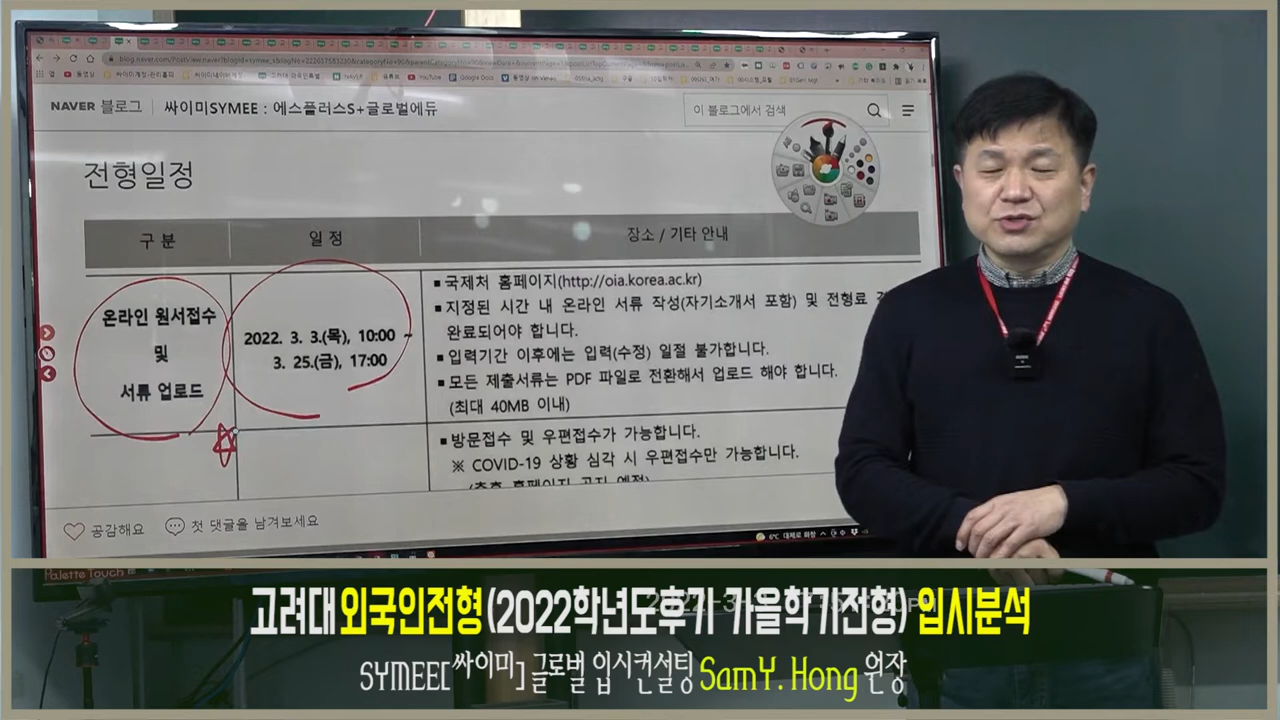 NAVER 블로그 | 싸이미SYMEE : 에스플러스S+글로벌에듀
이 블로그에서 검색
전형일정
구 분
일 정
장소 / 기타 안내
온라인 원서접수
및
서류 업로드
2022. 3. 3.(목), 10:00 ~
3. 25.(금), 17:00
▪ 국제처 홈페이지(http://oia.korea.ac.kr)
▪ 지정된 시간 내 온라인 서류 작성(자기소개서 포함) 및 전형료
완료되어야 합니다.
▪ 입력기간 이후에는 입력(수정) 일절 불가합니다.
▪ 모든 제출서류는 PDF 파일로 전환해서 업로드 해야 합니다.
(최대 40MB 이내)
▪ 방문접수 및 우편접수가 가능합니다.
※ COVID-19 상황 심각 시 우편접수만 가능합니다.
(추후 홈페이지 공지 예정)
공감해요
첫 댓글을 남겨보세요
PaletteTouch
고려대 외국인전형 (2022학년도후기 가을학기전형) 입시분석
SYMEE[싸이미] 글로벌 입시컨설팅 Sam Y. Hong 원장